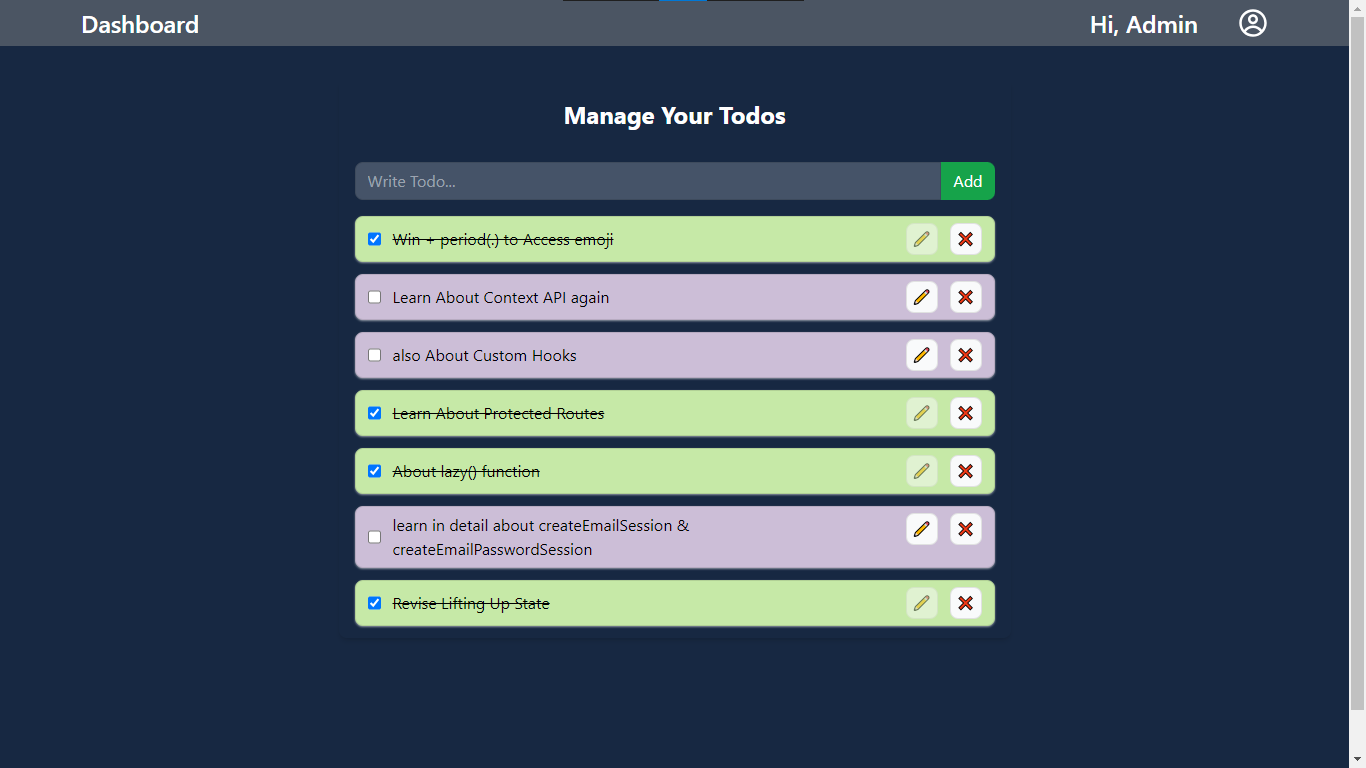 Dashboard
Hi, Admin
Manage Your Todos
Write Todo...
Add
Win + period(.) to Access emoji
Learn About Context API again
also About Custom Hooks
Learn About Protected Routes
About lazy() function
learn in detail about createEmailSession &
createEmailPasswordSession
Revise Lifting Up State